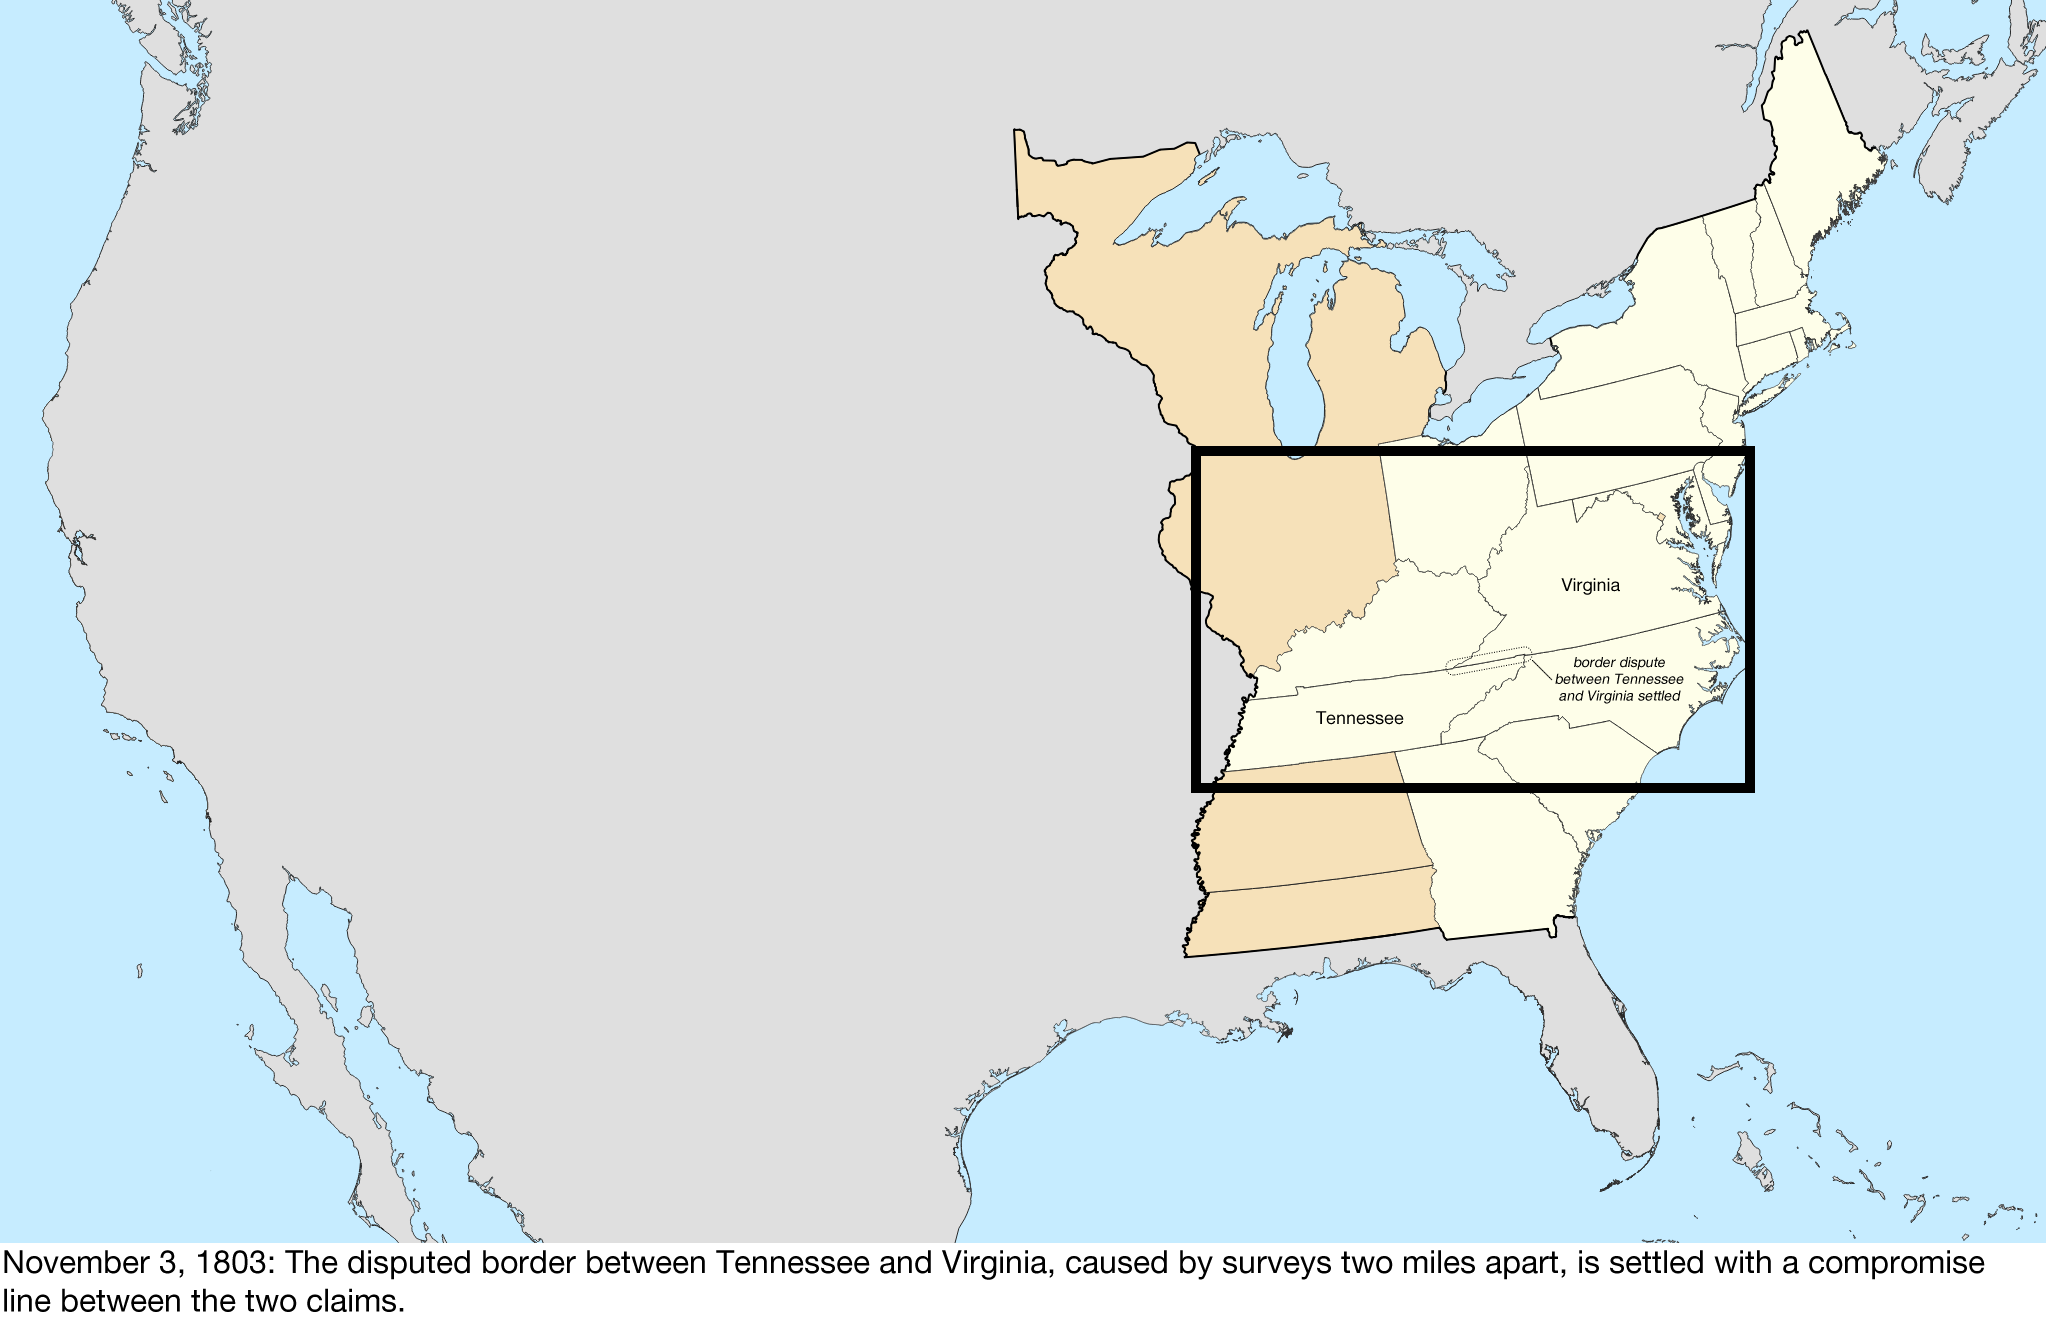 Virginia
border dispute
between Tennessee
and Virginia settled
Tennessee
November 3, 1803: The disputed border between Tennessee and Virginia, caused by surveys two miles apart, is settled with a compromise
line between the two claims.